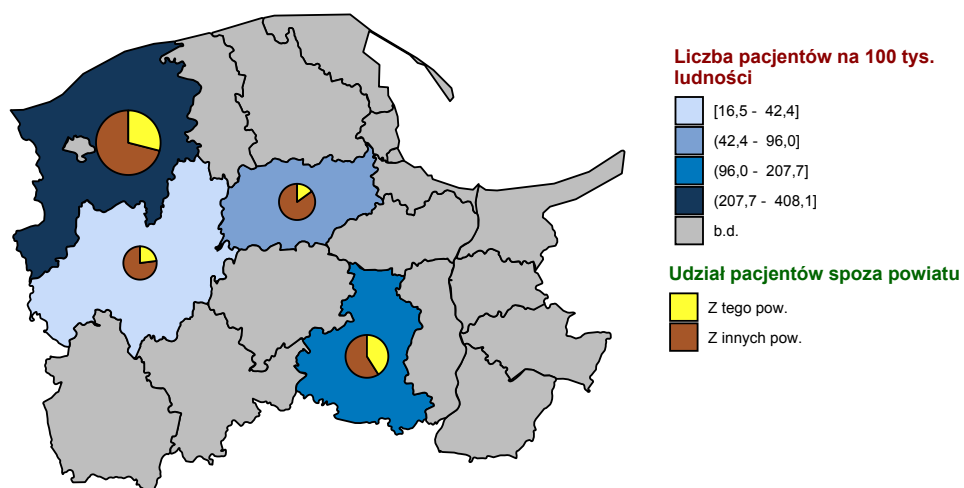 Liczba pacjentów na 100 tys.
ludności
[16,5 - 42,4]
(42,4 - 96,0]
(96,0 - 207,7]
(207,7 - 408,1]
b.d.
Udział pacjentów spoza powiatu
Z tego pow.
Z innych pow.